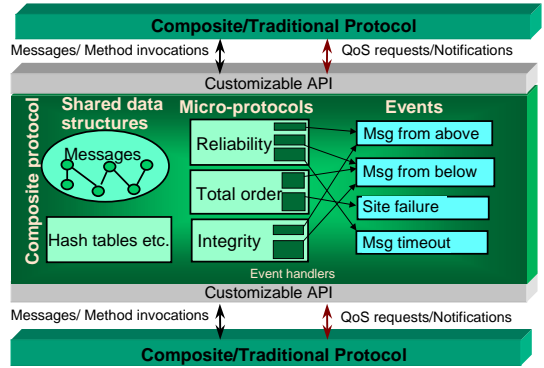 Composite/Traditional Protocol
Messages/ Method invocations
QoS requests/Notifications
Customizable API
Composite protocol
Shared data
structures
Messages
Hash tables etc.
Micro-protocols
Reliability
Total order
Integrity
Event handlers
Events
Msg from above
Msg from below
Site failure
Msg timeout
Customizable API
Messages/ Method invocations
QoS requests/Notifications
Composite/Traditional Protocol